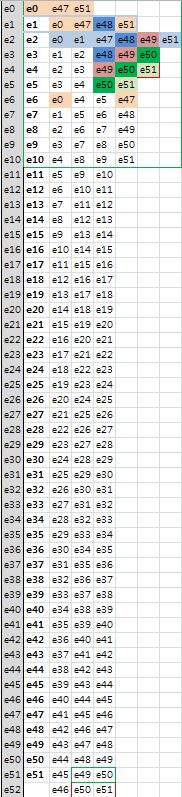 e0 e0 e47 e51
e1 e1 e0 e47 e48 e51
e2 e2 e0 e1 e47 e48 e49 e51
e3 e3 e1 e2 e48 e49 e50
e4 e4 e2 e3 e49 e50 e51
e5 e5 e3 e4 e50 e51
e6 e6 e0 e4 e5 e47
e7 e7 e1 e5 e6 e48
e8 e8 e2 e6 e7 e49
e9 e9 e3 e7 e8 e50
e10 e10 e4 e8 e9 e51
e11 e11 e5 e9 e10
e12 e12 e6 e10 e11
e13 e13 e7 e11 e12
e14 e14 e8 e12 e13
e15 e15 e9 e13 e14
e16 e16 e10 e14 e15
e17 e17 e11 e15 e16
e18 e18 e12 e16 e17
e19 e19 e13 e17 e18
e20 e20 e14 e18 e19
e21 e21 e15 e19 e20
e22 e22 e16 e20 e21
e23 e23 e17 e21 e22
e24 e24 e18 e22 e23
e25 e25 e19 e23 e24
e26 e26 e20 e24 e25
e27 e27 e21 e25 e26
e28 e28 e22 e26 e27
e29 e29 e23 e27 e28
e30 e30 e24 e28 e29
e31 e31 e25 e29 e30
e32 e32 e26 e30 e31
e33 e33 e27 e31 e32
e34 e34 e28 e32 e33
e35 e35 e29 e33 e34
e36 e36 e30 e34 e35
e37 e37 e31 e35 e36
e38 e38 e32 e36 e37
e39 e39 e33 e37 e38
e40 e40 e34 e38 e39
e41 e41 e35 e39 e40
e42 e42 e36 e40 e41
e43 e43 e37 e41 e42
e44 e44 e38 e42 e43
e45 e45 e39 e43 e44
e46 e46 e40 e44 e45
e47 e47 e41 e45 e46
e48 e48 e42 e46 e47
e49 e49 e43 e47 e48
e50 e50 e44 e48 e49
e51 e51 e45 e49 e50
e52 e46 e50 e51